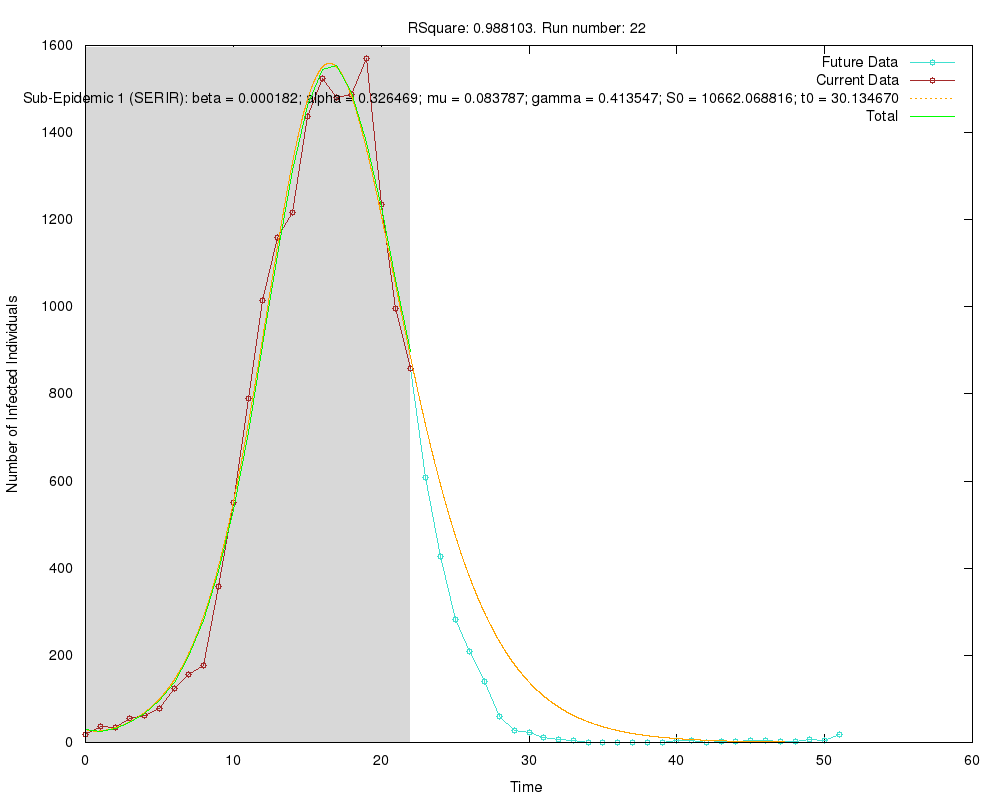 RSquare: 0.988103. Run number: 22
1600
1400
1200
1000
800
600
400
200
0
Number of Infected Individuals
Future Data
Current Data
Sub-Epidemic 1 (SERIR): beta = 0.000182; alpha = 0.326469; mu = 0.083787; gamma = 0.413547; S0 = 10662.068816; t0 = 30.134670
Total
0 10 20 30 40 50 60
Time